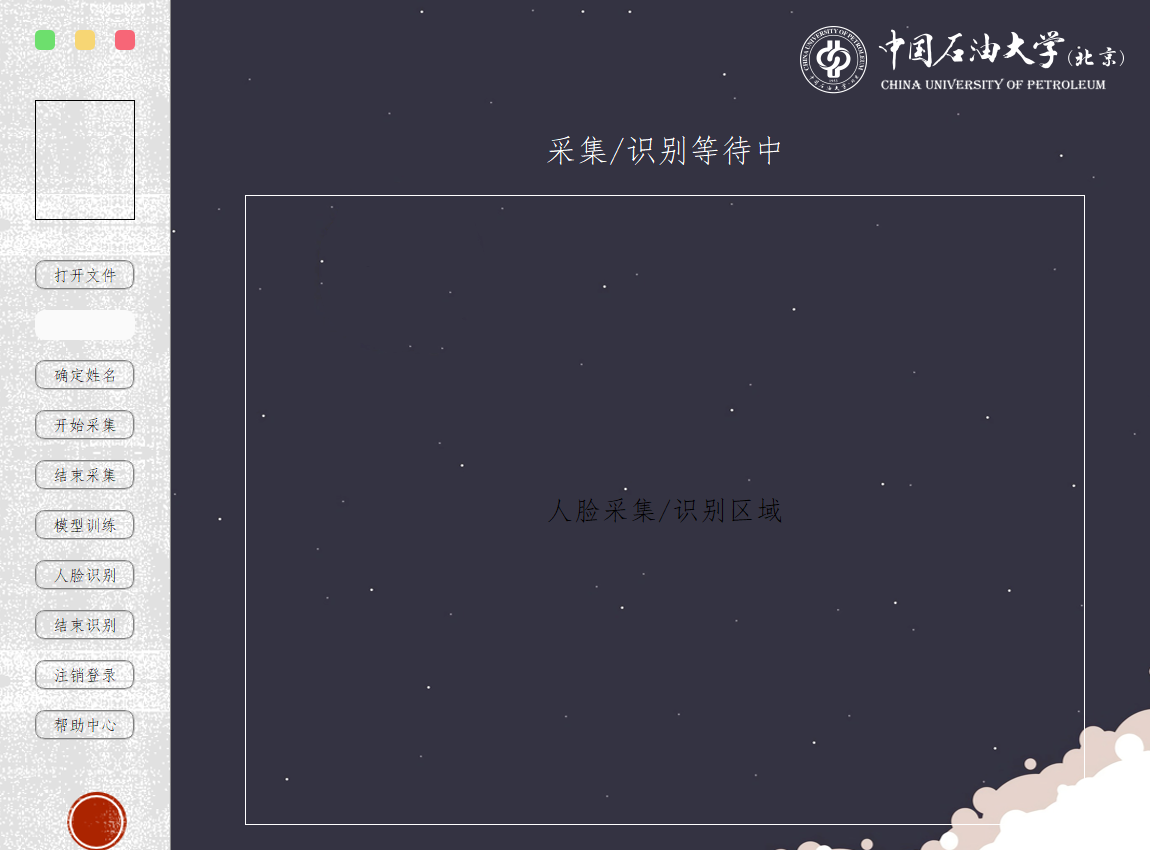 中国石油大学(北京)
CHINA UNIVERSITY OF PETROLEUM
采集/识别等待中
打开文件
确定姓名
开始采集
结束采集
模型训练
人脸识别
结束识别
注销登录
帮助中心
人脸采集/识别区域